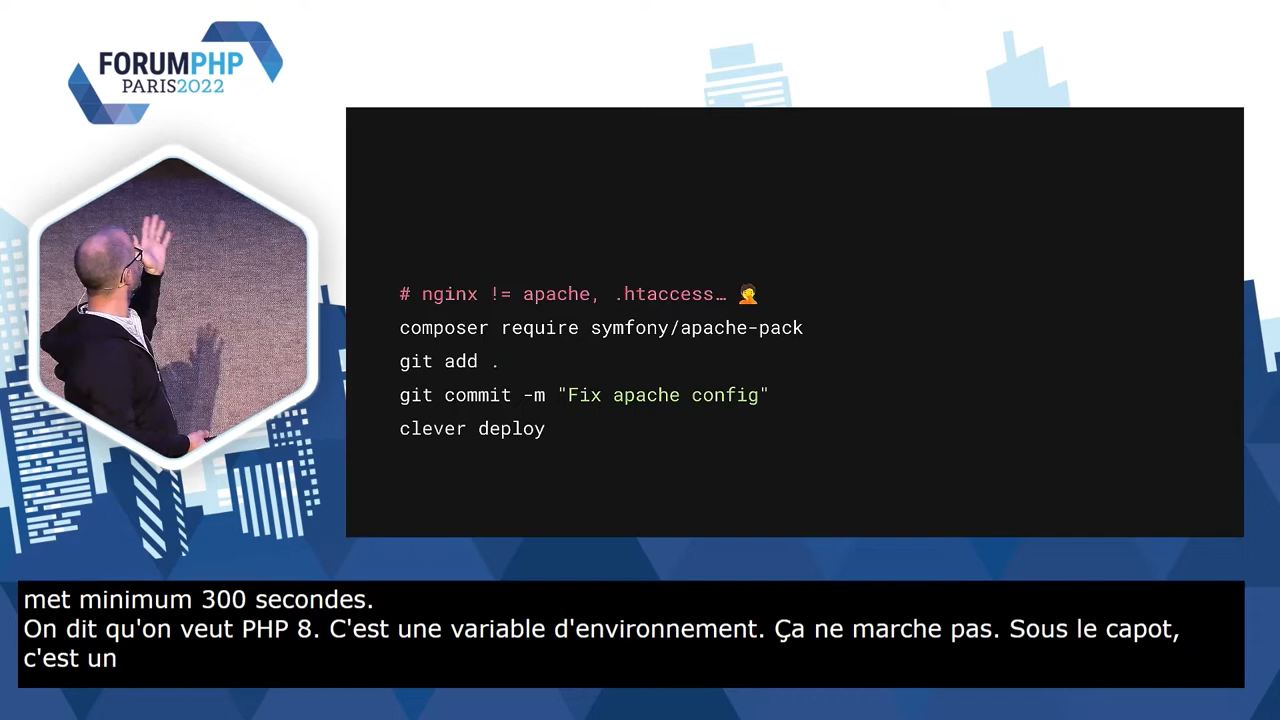 FORUMPHP
PARIS2022
# nginx != apache, .htaccess… 🤦
composer require symfony/apache-pack
git add .
git commit -m "Fix apache config"
clever deploy
met minimum 300 secondes.
On dit qu'on veut PHP 8. C'est une variable d'environnement. Ça ne marche pas. Sous le capot,
c'est un